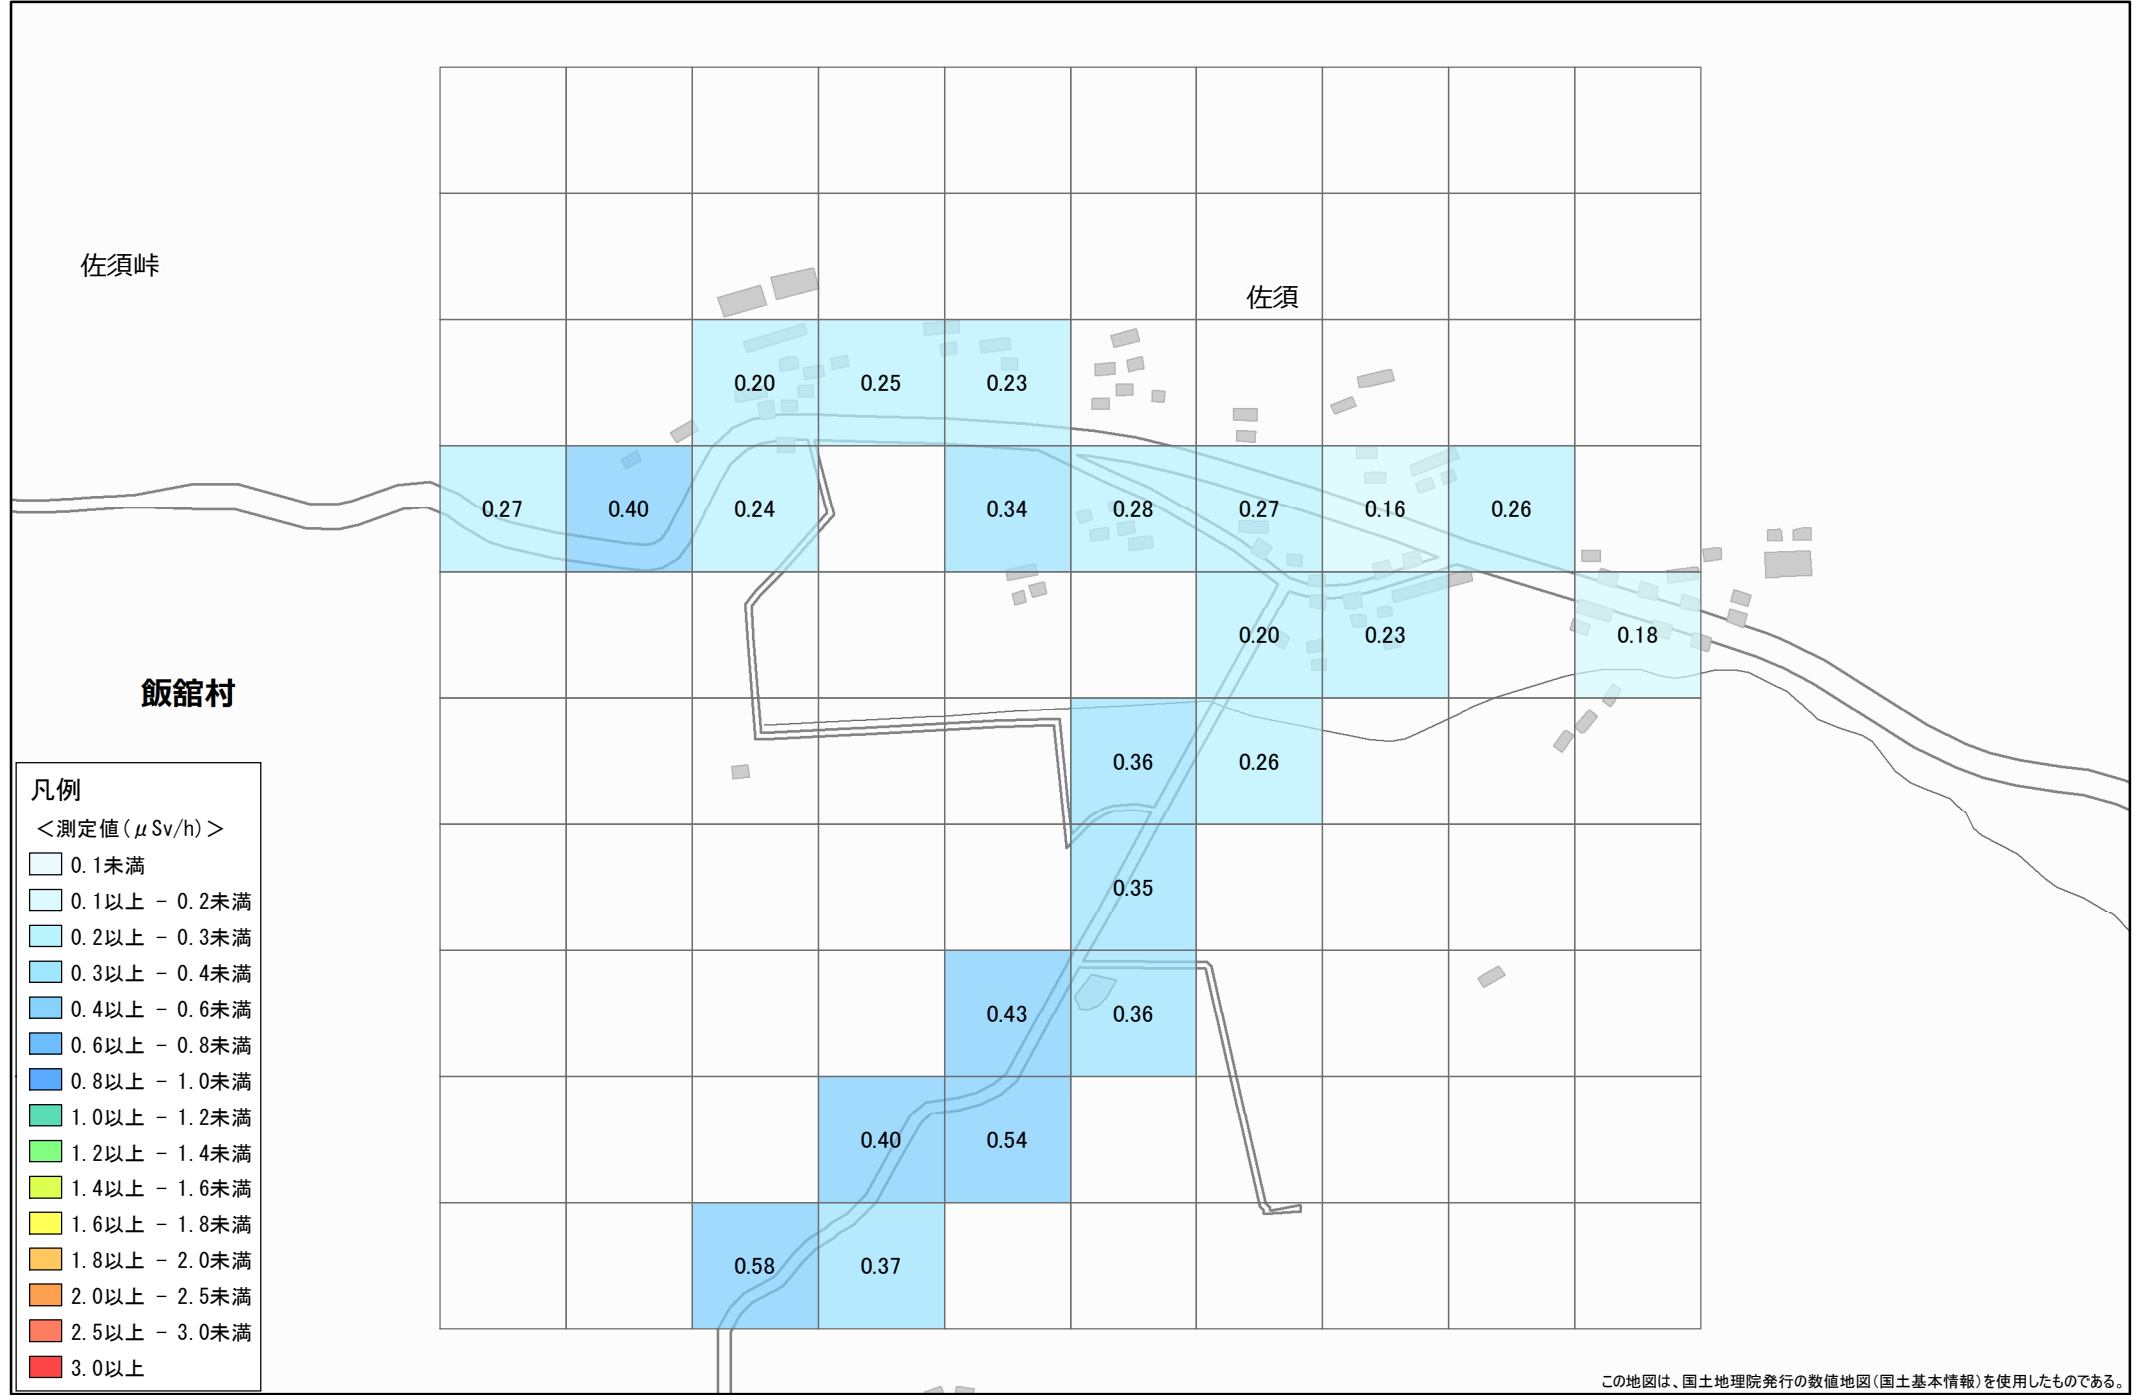 佐須峠
佐須
0.20 0.25 0.23
0.27 0.40 0.24 0.34 0.28 0.27 0.16 0.26
0.20 0.23 0.18
飯舘村
0.36 0.26
0.35
0.43 0.36
0.40 0.54
0.58 0.37
凡例
＜測定値(μSv/h)＞
0.1未満
0.1以上 - 0.2未満
0.2以上 - 0.3未満
0.3以上 - 0.4未満
0.4以上 - 0.6未満
0.6以上 - 0.8未満
0.8以上 - 1.0未満
1.0以上 - 1.2未満
1.2以上 - 1.4未満
1.4以上 - 1.6未満
1.6以上 - 1.8未満
1.8以上 - 2.0未満
2.0以上 - 2.5未満
2.5以上 - 3.0未満
3.0以上
この地図は、国土地理院発行の数値地図(国土基本情報)を使用したものである。